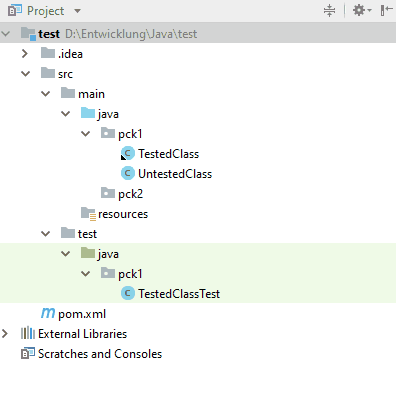 Project
test D:\Entwicklung\Java\test
.idea
src
main
java
pck1
TestedClass
UntestedClass
pck2
resources
test
java
pck1
TestedClassTest
pom.xml
External Libraries
Scratches and Consoles